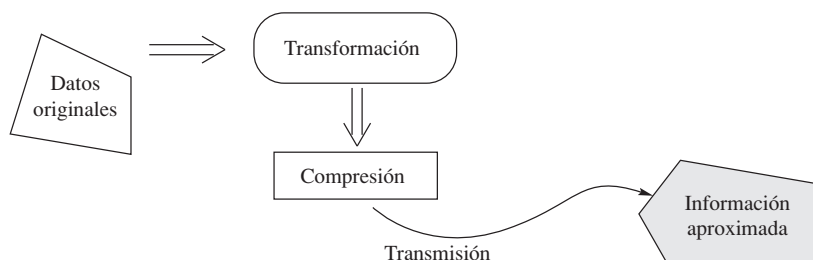 Datos
originales
Transformación
Compresión
Transmisión
Información
aproximada